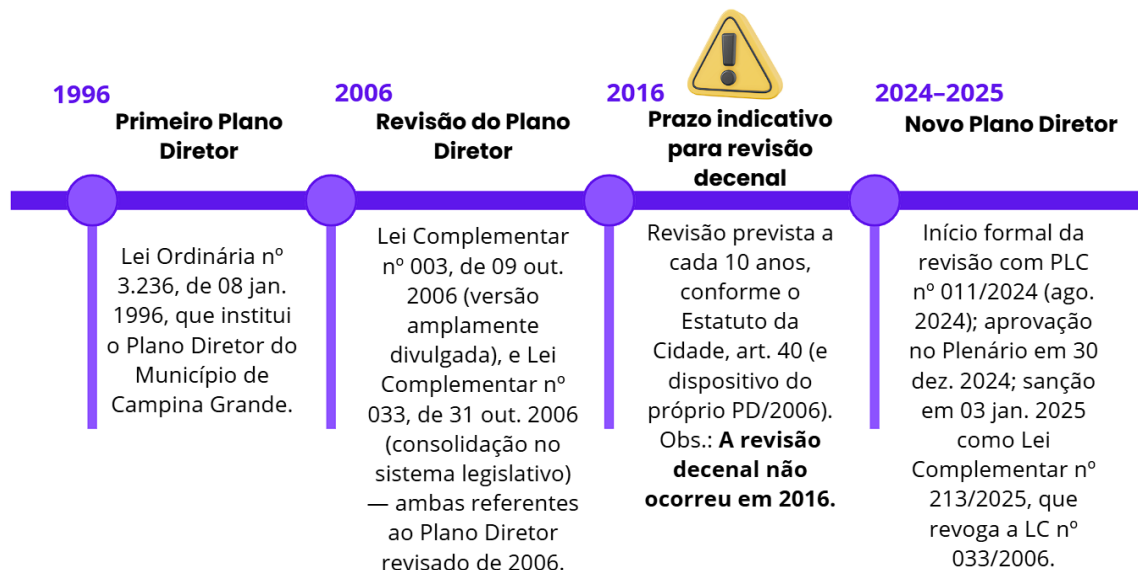 1996
Primeiro Plano
Diretor
Lei Ordinária nº
3.236, de 08 jan.
1996, que institui
o Plano Diretor do
Município de
Campina Grande.
2006
Revisão do Plano
Diretor
Lei Complementar
nº 003, de 09 out.
2006 (versão
amplamente
divulgada), e Lei
Complementar nº
033, de 31 out. 2006
(consolidação no
sistema legislativo)
— ambas referentes
ao Plano Diretor
revisado de 2006.
2016
Prazo indicativo
para revisão
decenal
Revisão prevista a
cada 10 anos,
conforme o
Estatuto da
Cidade, art. 40 (e
dispositivo do
próprio PD/2006).
Obs.: A revisão
decenal não
ocorreu em 2016.
2024–2025
Novo Plano Diretor
Início formal da
revisão com PLC
nº 011/2024 (ago.
2024); aprovação
no Plenário em 30
dez. 2024; sanção
em 03 jan. 2025
como Lei
Complementar nº
213/2025, que
revoga a LC nº
033/2006.